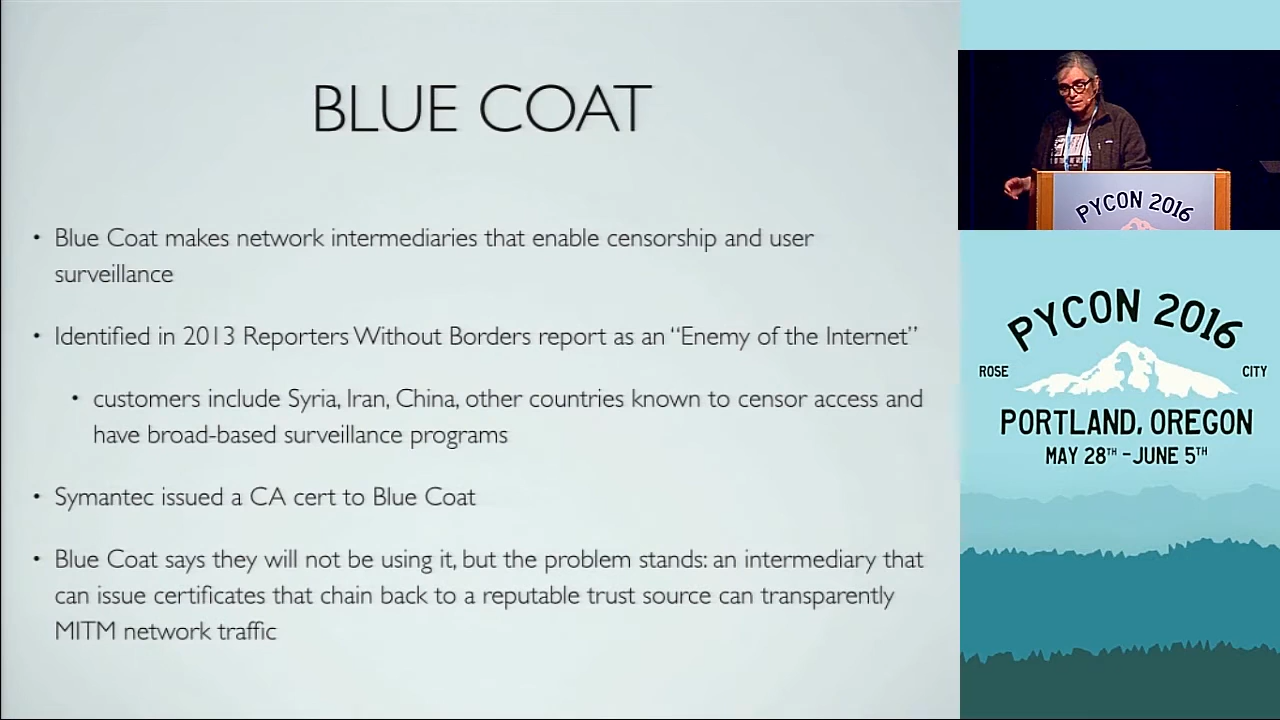 BLUE COAT
• Blue Coat makes network intermediaries that enable censorship and user
surveillance
• Identified in 2013 Reporters Without Borders report as an “Enemy of the Internet”
• customers include Syria, Iran, China, other countries known to censor access and
have broad-based surveillance programs
• Symantec issued a CA cert to Blue Coat
• Blue Coat says they will not be using it, but the problem stands: an intermediary that
can issue certificates that chain back to a reputable trust source can transparently
MITM network traffic
PYCON 2016
PYCON 2016
ROSE CITY
PORTLAND, OREGON
MAY 28TH - JUNE 5TH